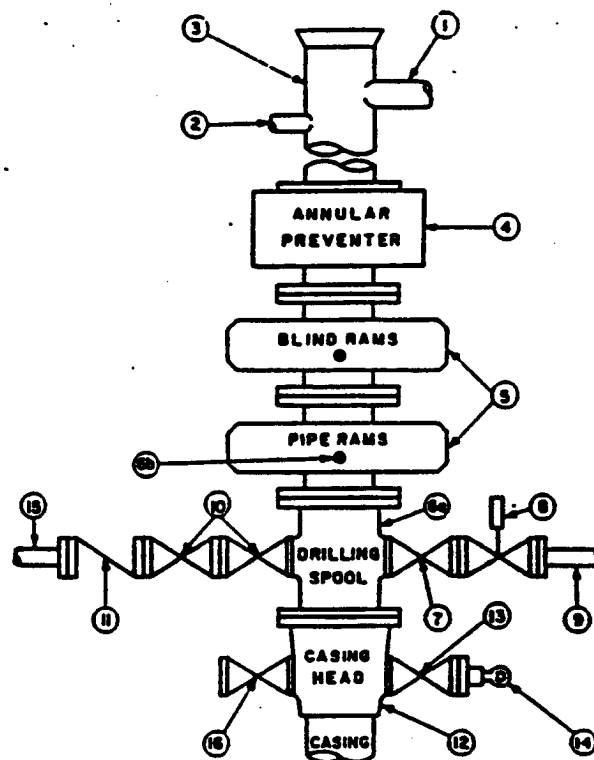 3
1
2
ANNULAR
PREVENTER
4
BLIND RAMS
5
PIPE RAMS
6b
15
10
6a
8
DRILLING
SPOOL
11
7
13
9
CASING
HEAD
16
12
14
CASING